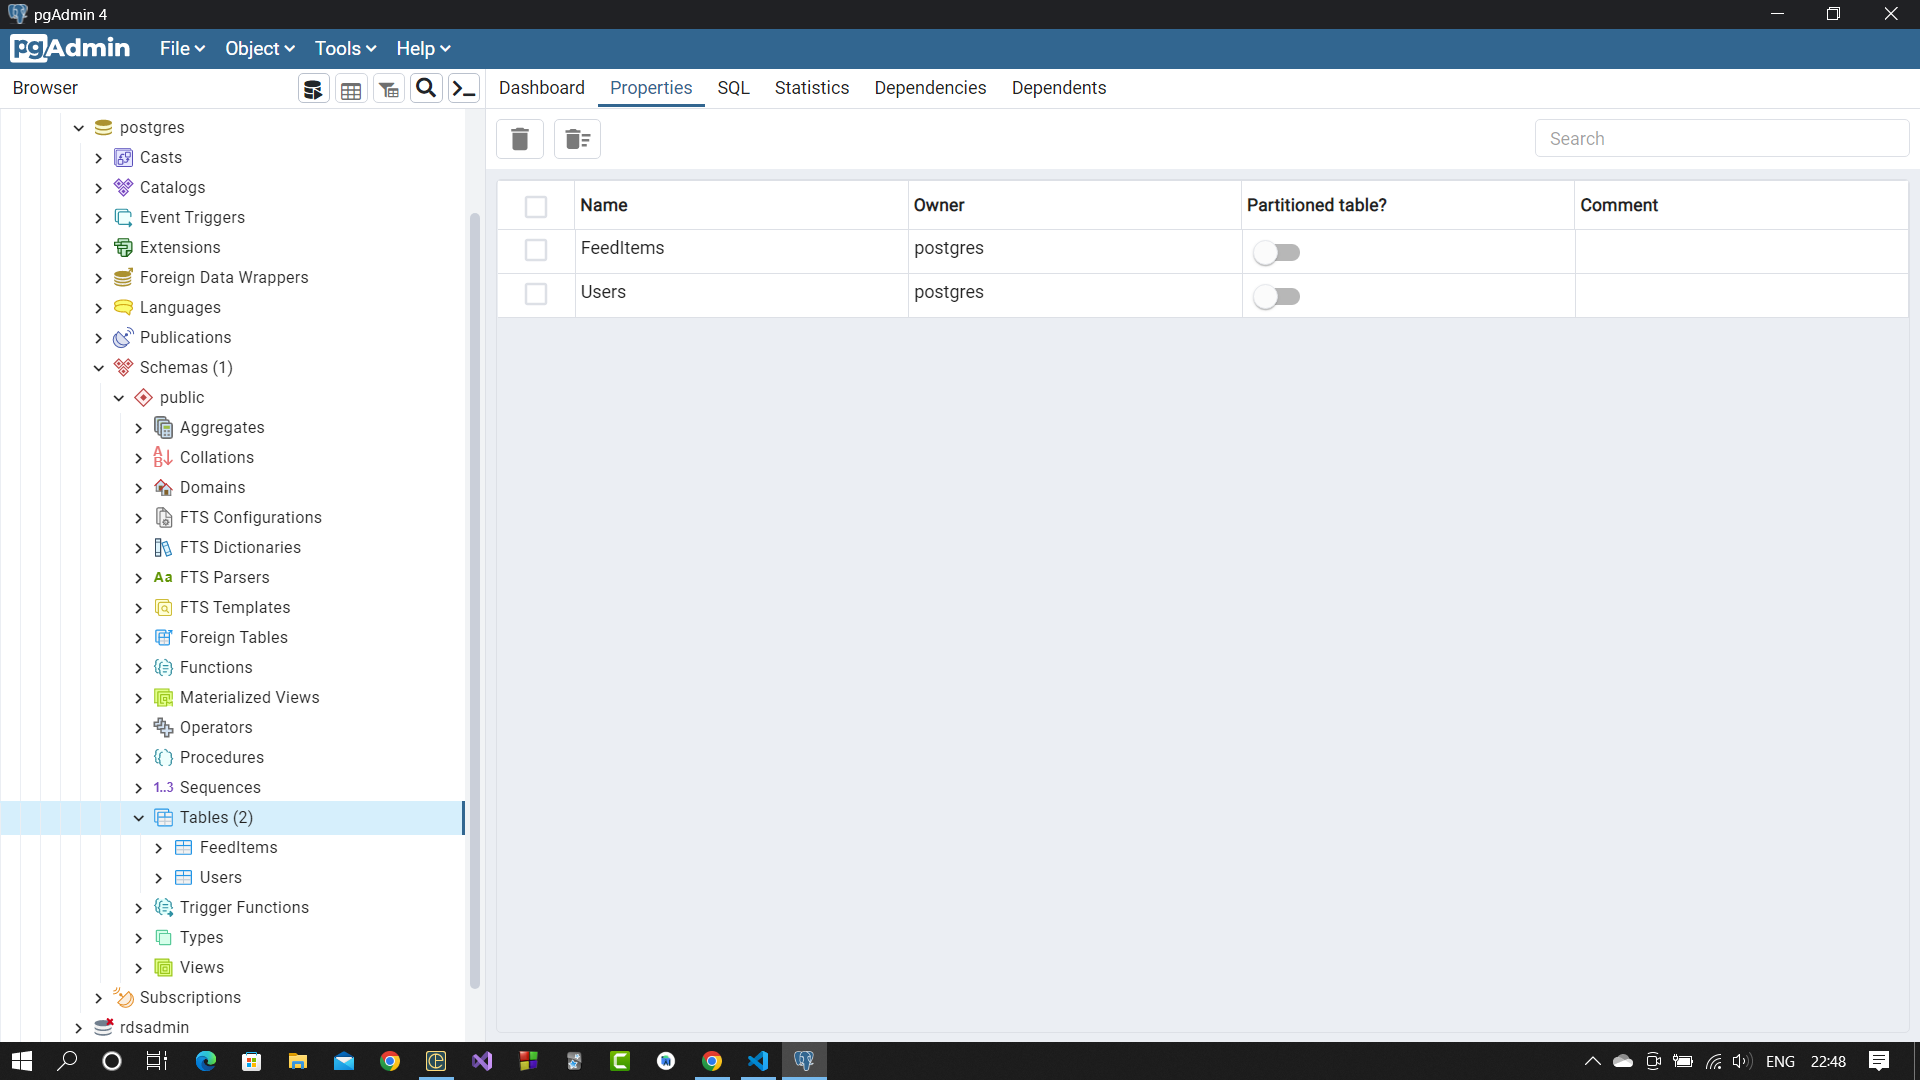 pgAdmin 4
pgAdmin File Object Tools Help
Browser
Dashboard Properties SQL Statistics Dependencies Dependents
postgres
Casts
Catalogs
Event Triggers
Extensions
Foreign Data Wrappers
Languages
Publications
Schemas (1)
public
Aggregates
Collations
Domains
FTS Configurations
FTS Dictionaries
Aa FTS Parsers
FTS Templates
Foreign Tables
Functions
Materialized Views
Operators
Procedures
1..3 Sequences
Tables (2)
FeedItems
Users
Trigger Functions
Types
Views
Subscriptions
rdsadmin
Search
Name Owner Partitioned table? Comment
FeedItems postgres
Users postgres
ENG 22:48